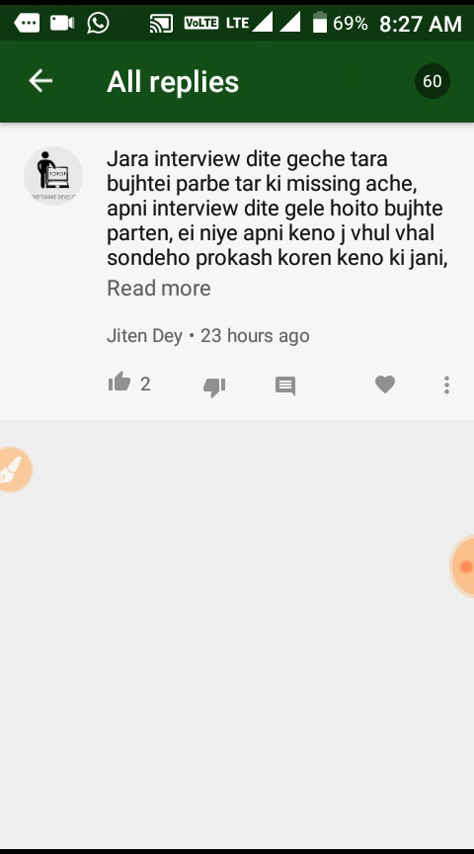 VoLTE LTE 69% 8:27 AM
All replies
60
Jara interview dite geche tara
bujhtei parbe tar ki missing ache,
apni interview dite gele hoito bujhte
parten, ei niye apni keno j vhul vhal
sondeho prokash koren keno ki jani,
Read more
Jiten Dey • 23 hours ago
2